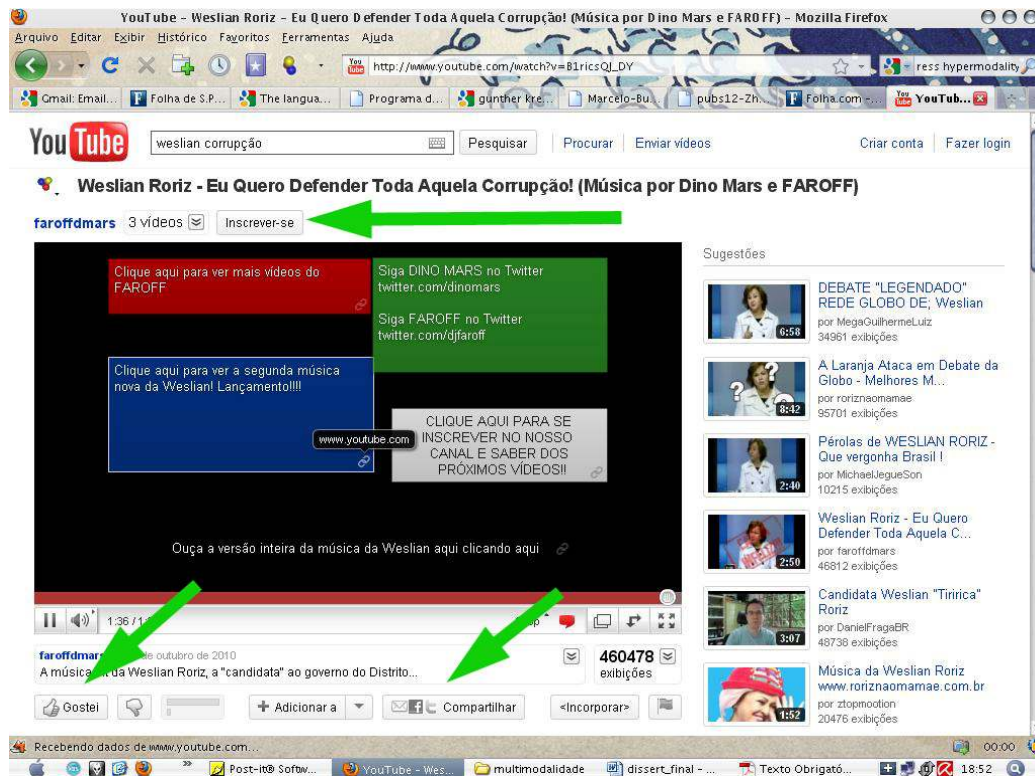 YouTube - Weslian Roriz - Eu Quero Defender Toda Aquela Corrupção! (Música por Dino Mars e FAROFF) - Mozilla Firefox
Arquivo Editar Exibir Histórico Favoritos Ferramentas Ajuda
http://www.youtube.com/watch?v=B1ricsQJ_DY
ress hypermodality
Gmail: Email... Folha de S.P... The langua... Programa d... gunther kre... Marcelo-Bu... pubs12-Zh... Folha.com -... YouTub...
YouTube weslian corrupção Pesquisar Procurar Enviar vídeos Criar conta Fazer login
Weslian Roriz - Eu Quero Defender Toda Aquela Corrupção! (Música por Dino Mars e FAROFF)
faroffdmars 3 vídeos Inscrever-se
Clique aqui para ver mais vídeos do
FAROFF
Siga DINO MARS no Twitter
twitter.com/dinomars
Siga FAROFF no Twitter
twitter.com/djfaroff
Clique aqui para ver a segunda música
nova da Weslian! Lançamento!!!!
www.youtube.com
CLIQUE AQUI PARA SE
INSCREVER NO NOSSO
CANAL E SABER DOS
PRÓXIMOS VÍDEOS!!
Ouça a versão inteira da música da Weslian aqui clicando aqui
1:36 / 1:
faroffdmars de outubro de 2010
A música da Weslian Roriz, a "candidata" ao governo do Distrito...
460478
exibições
Gostei Adicionar a Compartilhar <Incorporar>
Sugestões
6:58
DEBATE "LEGENDADO"
REDE GLOBO DE; Weslian
por MegaGuilhermeLuiz
34961 exibições
8:42
A Laranja Ataca em Debate da
Globo - Melhores M...
por roriznaomamae
95701 exibições
2:40
Pérolas de WESLIAN RORIZ -
Que vergonha Brasil !
por MichaelJegueSon
10215 exibições
2:50
Weslian Roriz - Eu Quero
Defender Toda Aquela C...
por faroffdmars
46812 exibições
3:07
Candidata Weslian "Tiririca"
Roriz
por DanielFragaBR
48738 exibições
1:52
Música da Weslian Roriz
www.roriznaomamae.com.br
por ztopmootion
20476 exibições
Recebendo dados de www.youtube.com... 00:00
Post-it® Softw... YouTube - Wes... multimodalidade dissert_final - ... Texto Obrigató... 18:52